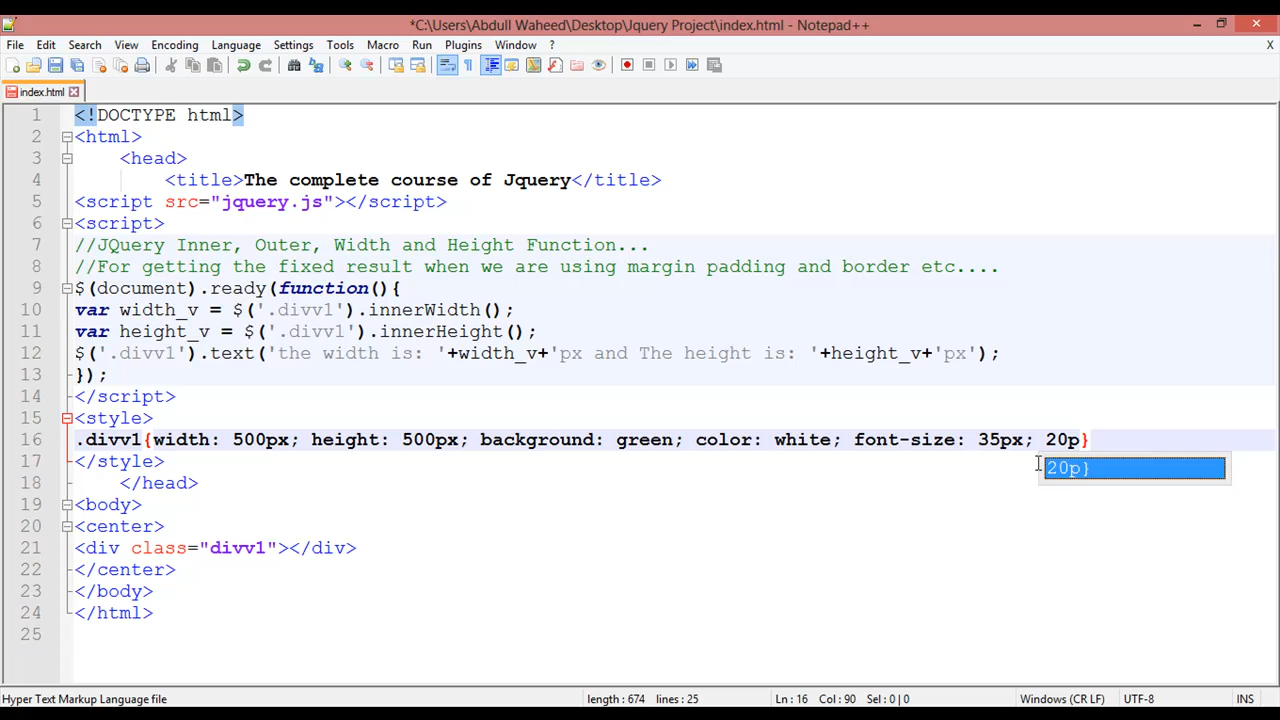 *C:\Users\Abdull Waheed\Desktop\Jquery Project\index.html - Notepad++
File Edit Search View Encoding Language Settings Tools Macro Run Plugins Window ? X
index.html
1 <!DOCTYPE html>
2 <html>
3 <head>
4 <title>The complete course of Jquery</title>
5 <script src="jquery.js"></script>
6 <script>
7 //JQuery Inner, Outer, Width and Height Function...
8 //For getting the fixed result when we are using margin padding and border etc....
9 $(document).ready(function(){
10 var width_v = $('.divv1').innerWidth();
11 var height_v = $('.divv1').innerHeight();
12 $('.divv1').text('the width is: '+width_v+'px and The height is: '+height_v+'px');
13 });
14 </script>
15 <style>
16 .divv1{width: 500px; height: 500px; background: green; color: white; font-size: 35px; 20p}
17 </style>
20p}
18 </head>
19 <body>
20 <center>
21 <div class="divv1"></div>
22 </center>
23 </body>
24 </html>
25
Hyper Text Markup Language file length : 674 lines : 25 Ln : 16 Col : 90 Sel : 0 | 0 Windows (CR LF) UTF-8 INS